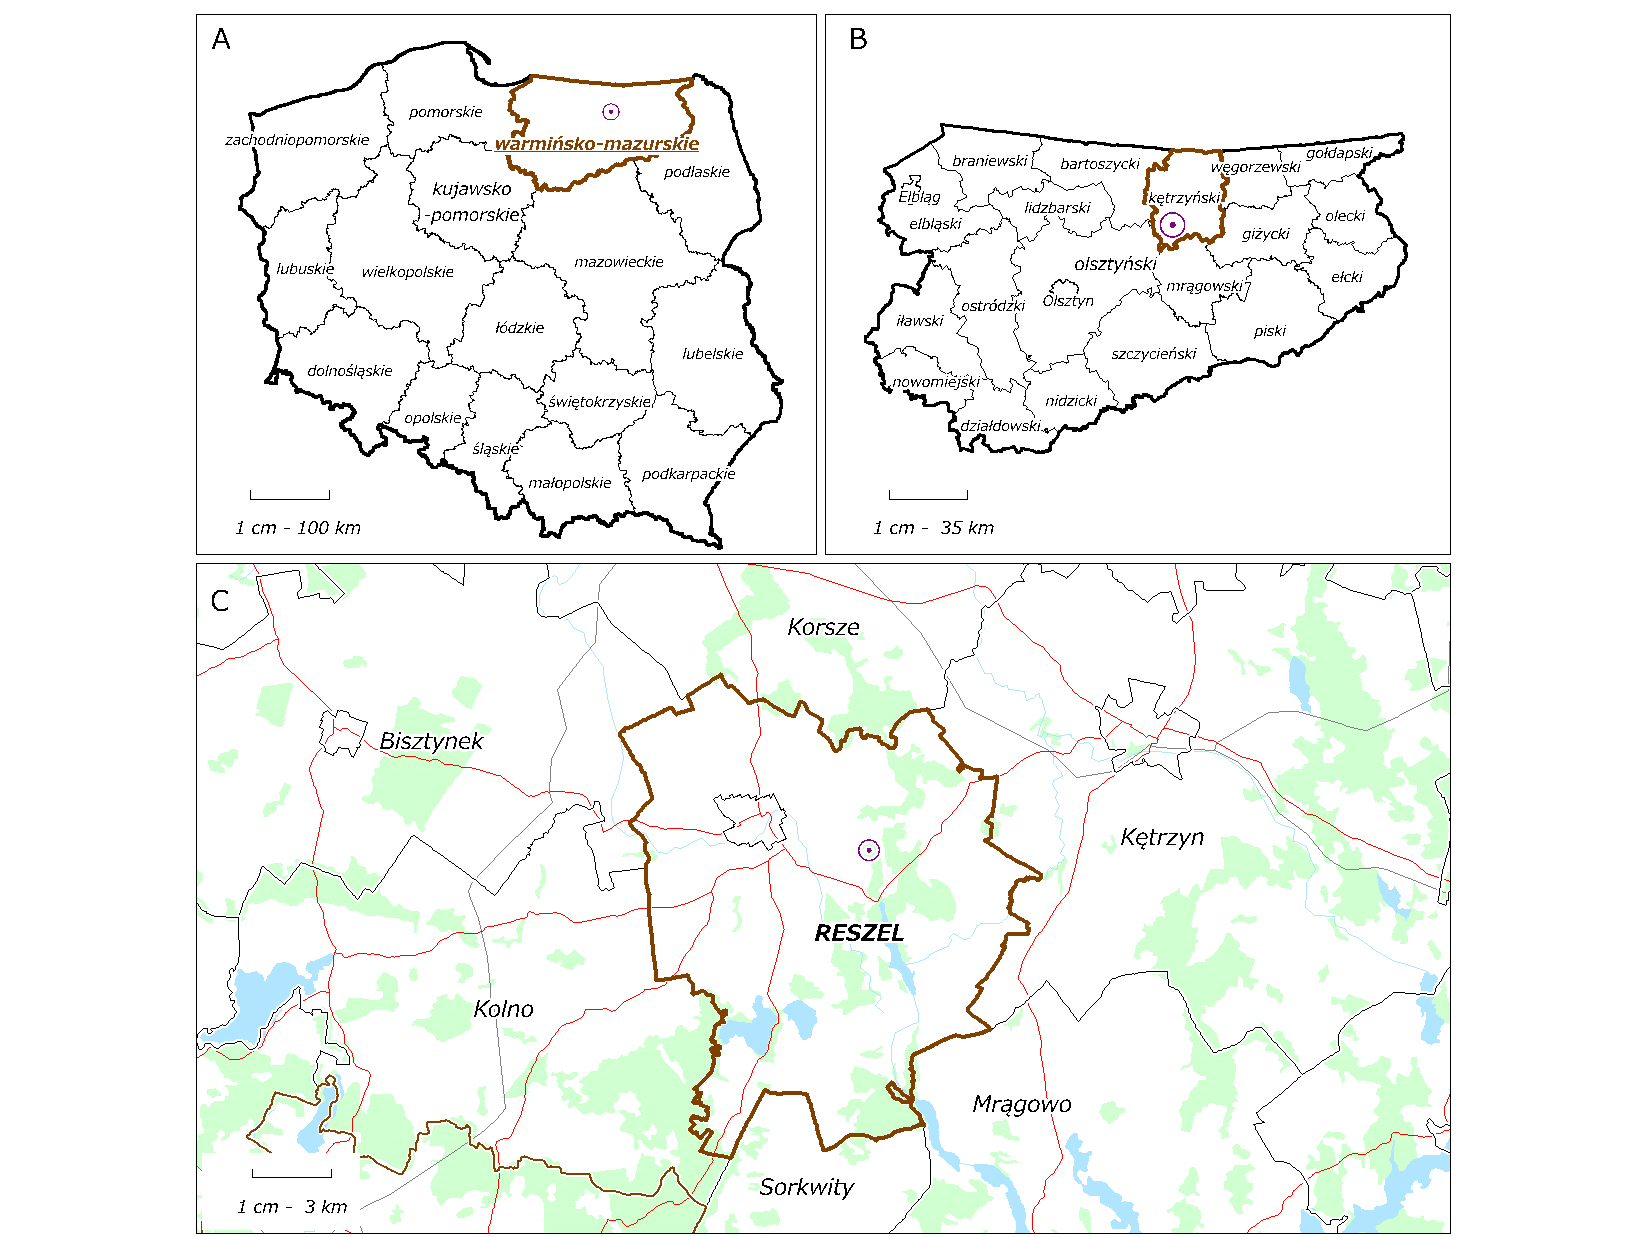 A
pomorskie
zachodniopomorskie
warmińsko-mazurskie
podlaskie
kujawsko
-pomorskie
lubuskie
wielkopolskie
mazowieckie
łódzkie
lubelskie
dolnośląskie
opolskie
świętokrzyskie
śląskie
małopolskie
podkarpackie
1 cm - 100 km
B
braniewski
bartoszycki
węgorzewski
gołdapski
Elbląg
elbląski
lidzbarski
kętrzyński
giżycki
olecki
olsztyński
mrągowski
ełcki
Olsztyn
ostródzki
iławski
piski
szczycieński
nowomiejski
nidzicki
działdowski
1 cm - 35 km
C
Korsze
Bisztynek
Kętrzyn
RESZEL
Kolno
Mrągowo
Sorkwity
1 cm - 3 km